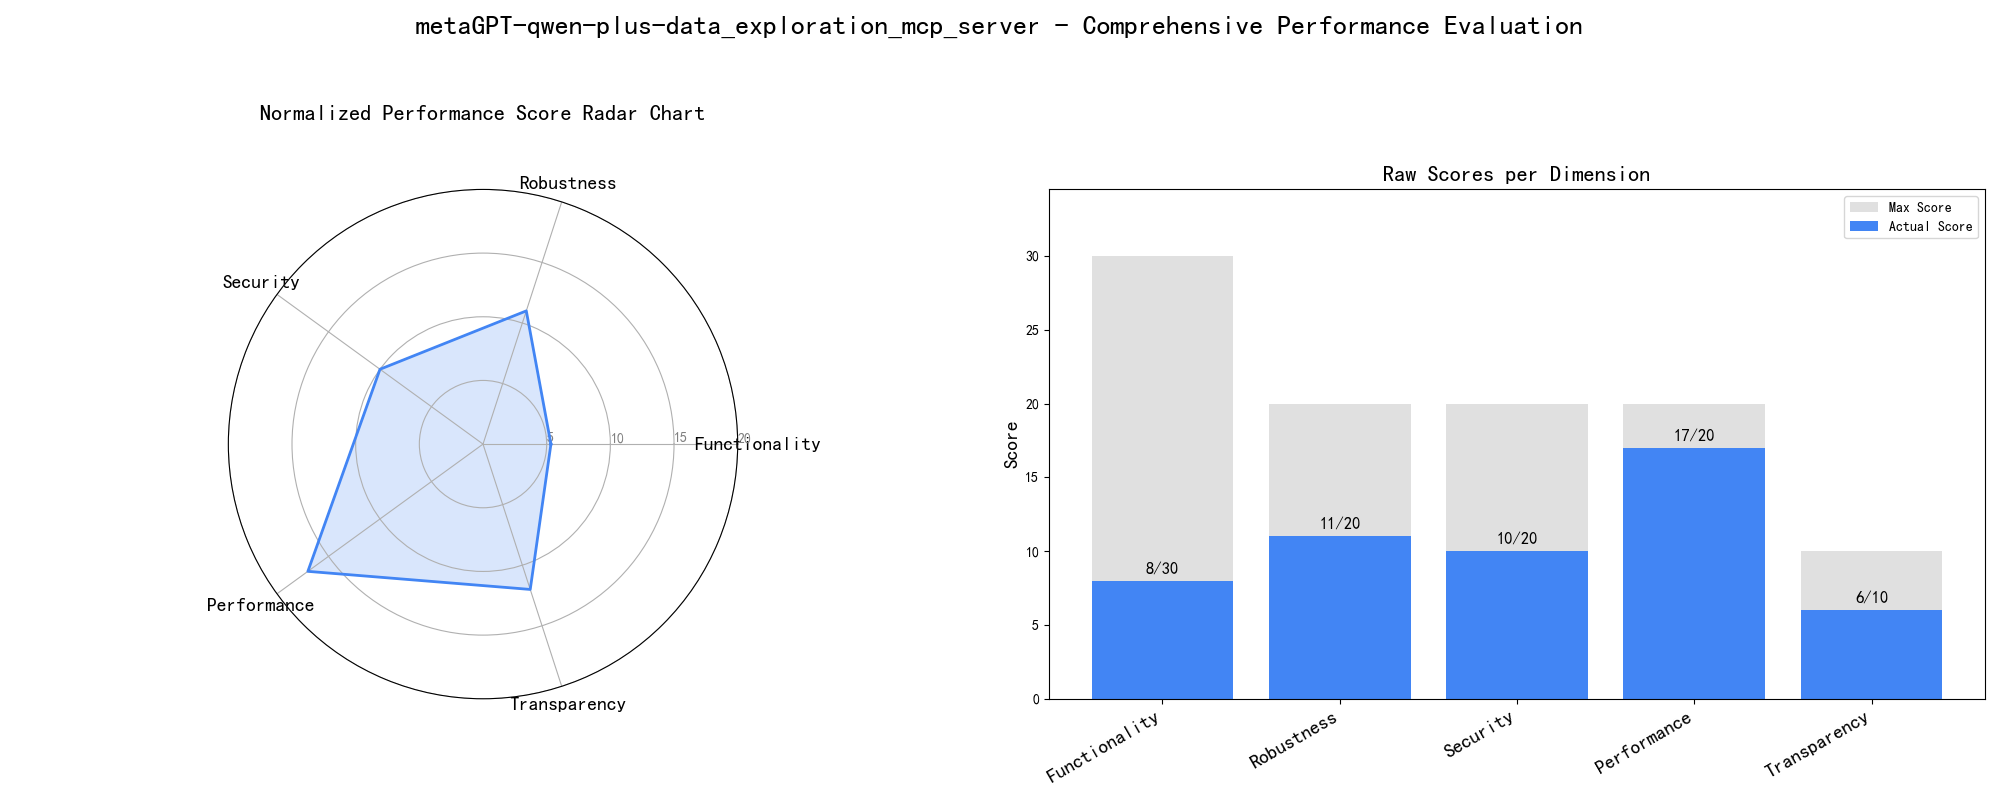 metaGPT-qwen-plus-data_exploration_mcp_server - Comprehensive Performance Evaluation
Normalized Performance Score Radar Chart
Robustness
Security
Functionality
Performance
Transparency
5
10
15
20
Raw Scores per Dimension
Max Score
Actual Score
Score
30
25
20
15
10
5
0
8/30
11/20
10/20
17/20
6/10
Functionality
Robustness
Security
Performance
Transparency